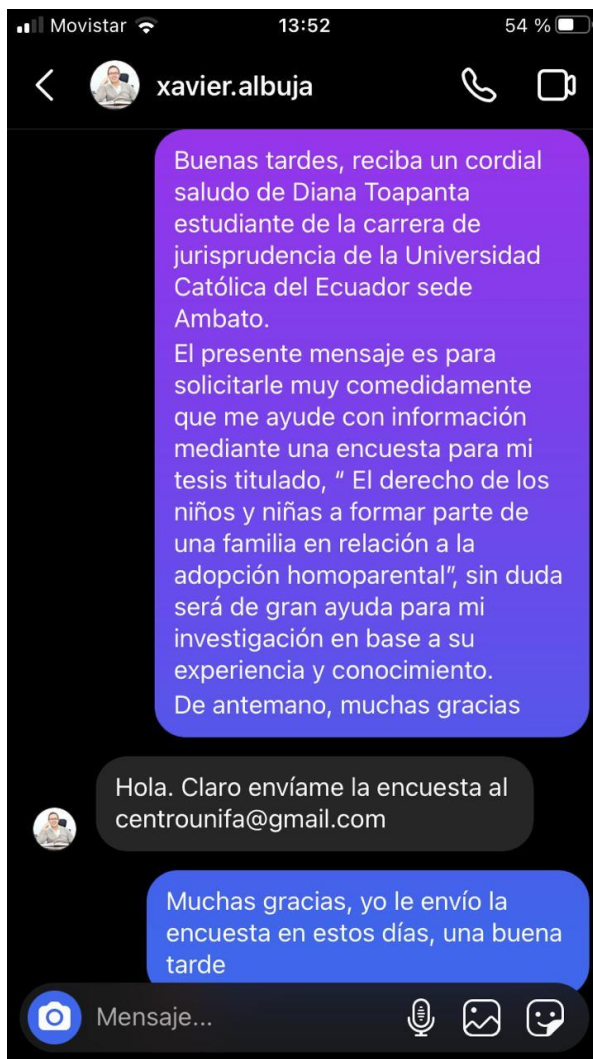 Movistar 13:52 54 %
xavier.albuja
Buenas tardes, reciba un cordial
saludo de Diana Toapanta
estudiante de la carrera de
jurisprudencia de la Universidad
Católica del Ecuador sede
Ambato.
El presente mensaje es para
solicitarle muy comedidamente
que me ayude con información
mediante una encuesta para mi
tesis titulado, “ El derecho de los
niños y niñas a formar parte de
una familia en relación a la
adopción homoparental”, sin duda
será de gran ayuda para mi
investigación en base a su
experiencia y conocimiento.
De antemano, muchas gracias
Hola. Claro envíame la encuesta al
centrounifa@gmail.com
Muchas gracias, yo le envío la
encuesta en estos días, una buena
tarde
Mensaje...